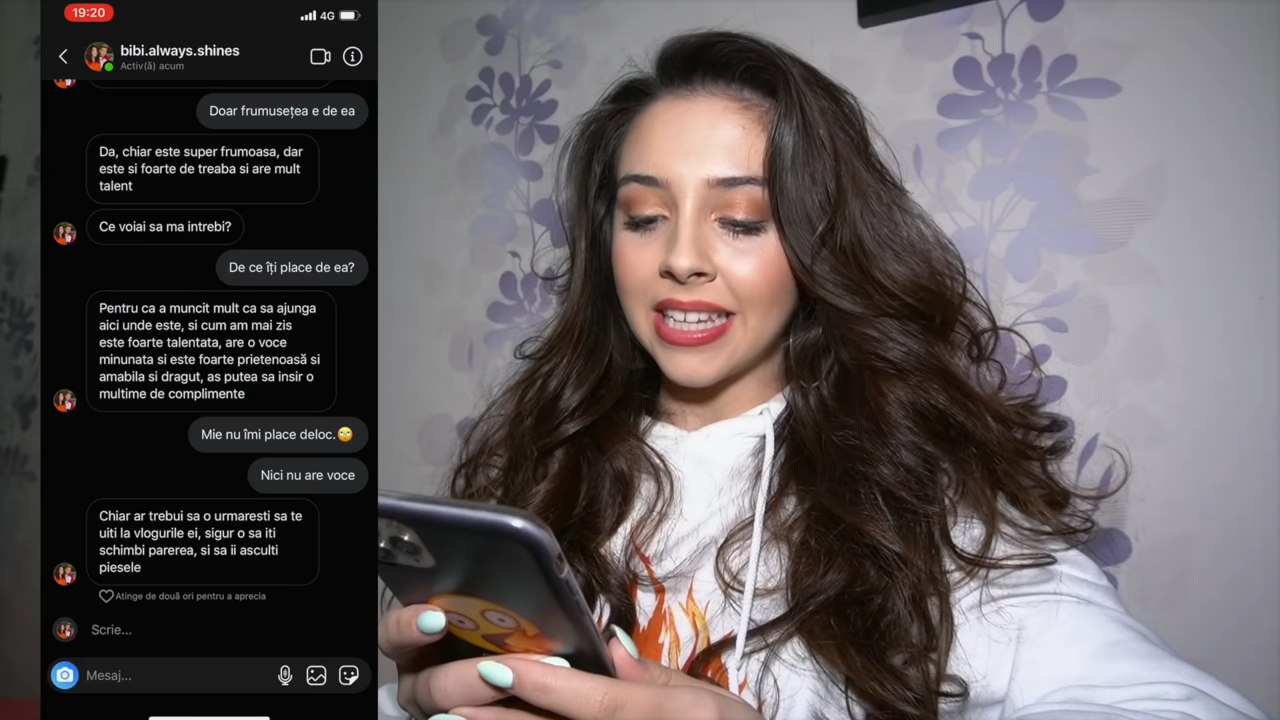 19:20
4G
bibi.always.shines
Activ(ă) acum
Doar frumusețea e de ea
Da, chiar este super frumoasa, dar
este si foarte de treaba si are mult
talent
Ce voiai sa ma intrebi?
De ce îți place de ea?
Pentru ca a muncit mult ca sa ajunga
aici unde este, si cum am mai zis
este foarte talentata, are o voce
minunata si este foarte prietenoasă si
amabila si dragut, as putea sa insir o
multime de complimente
Mie nu îmi place deloc.🙄
Nici nu are voce
Chiar ar trebui sa o urmaresti sa te
uiti la vlogurile ei, sigur o sa iti
schimbi parerea, si sa ii asculti
piesele
Atinge de două ori pentru a aprecia
Scrie...
Mesaj...